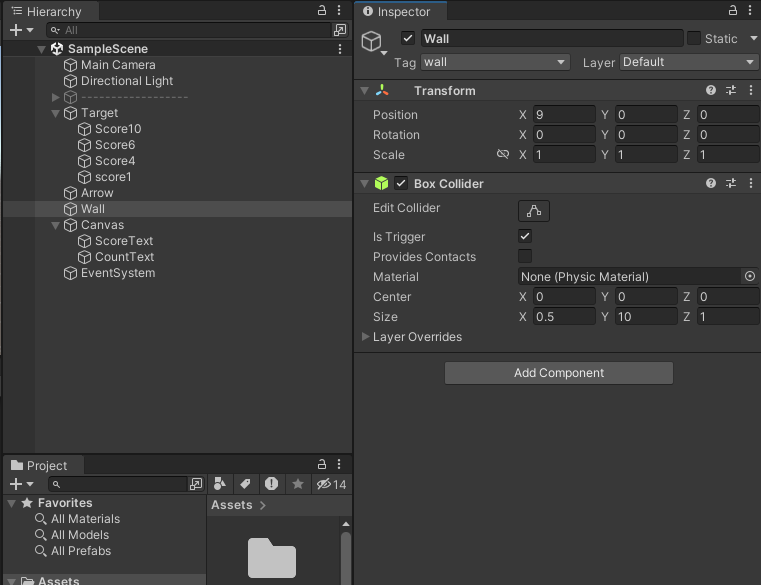 Hierarchy
All
SampleScene
Main Camera
Directional Light
------------------
Target
Score10
Score6
Score4
score1
Arrow
Wall
Canvas
ScoreText
CountText
EventSystem
Project
14
Favorites
All Materials
All Models
All Prefabs
Assets
Assets >
Inspector
Wall
Static
Tag wall Layer Default
Transform
Position X 9 Y 0 Z 0
Rotation X 0 Y 0 Z 0
Scale X 1 Y 1 Z 1
Box Collider
Edit Collider
Is Trigger
Provides Contacts
Material None (Physic Material)
Center X 0 Y 0 Z 0
Size X 0.5 Y 10 Z 1
Layer Overrides
Add Component